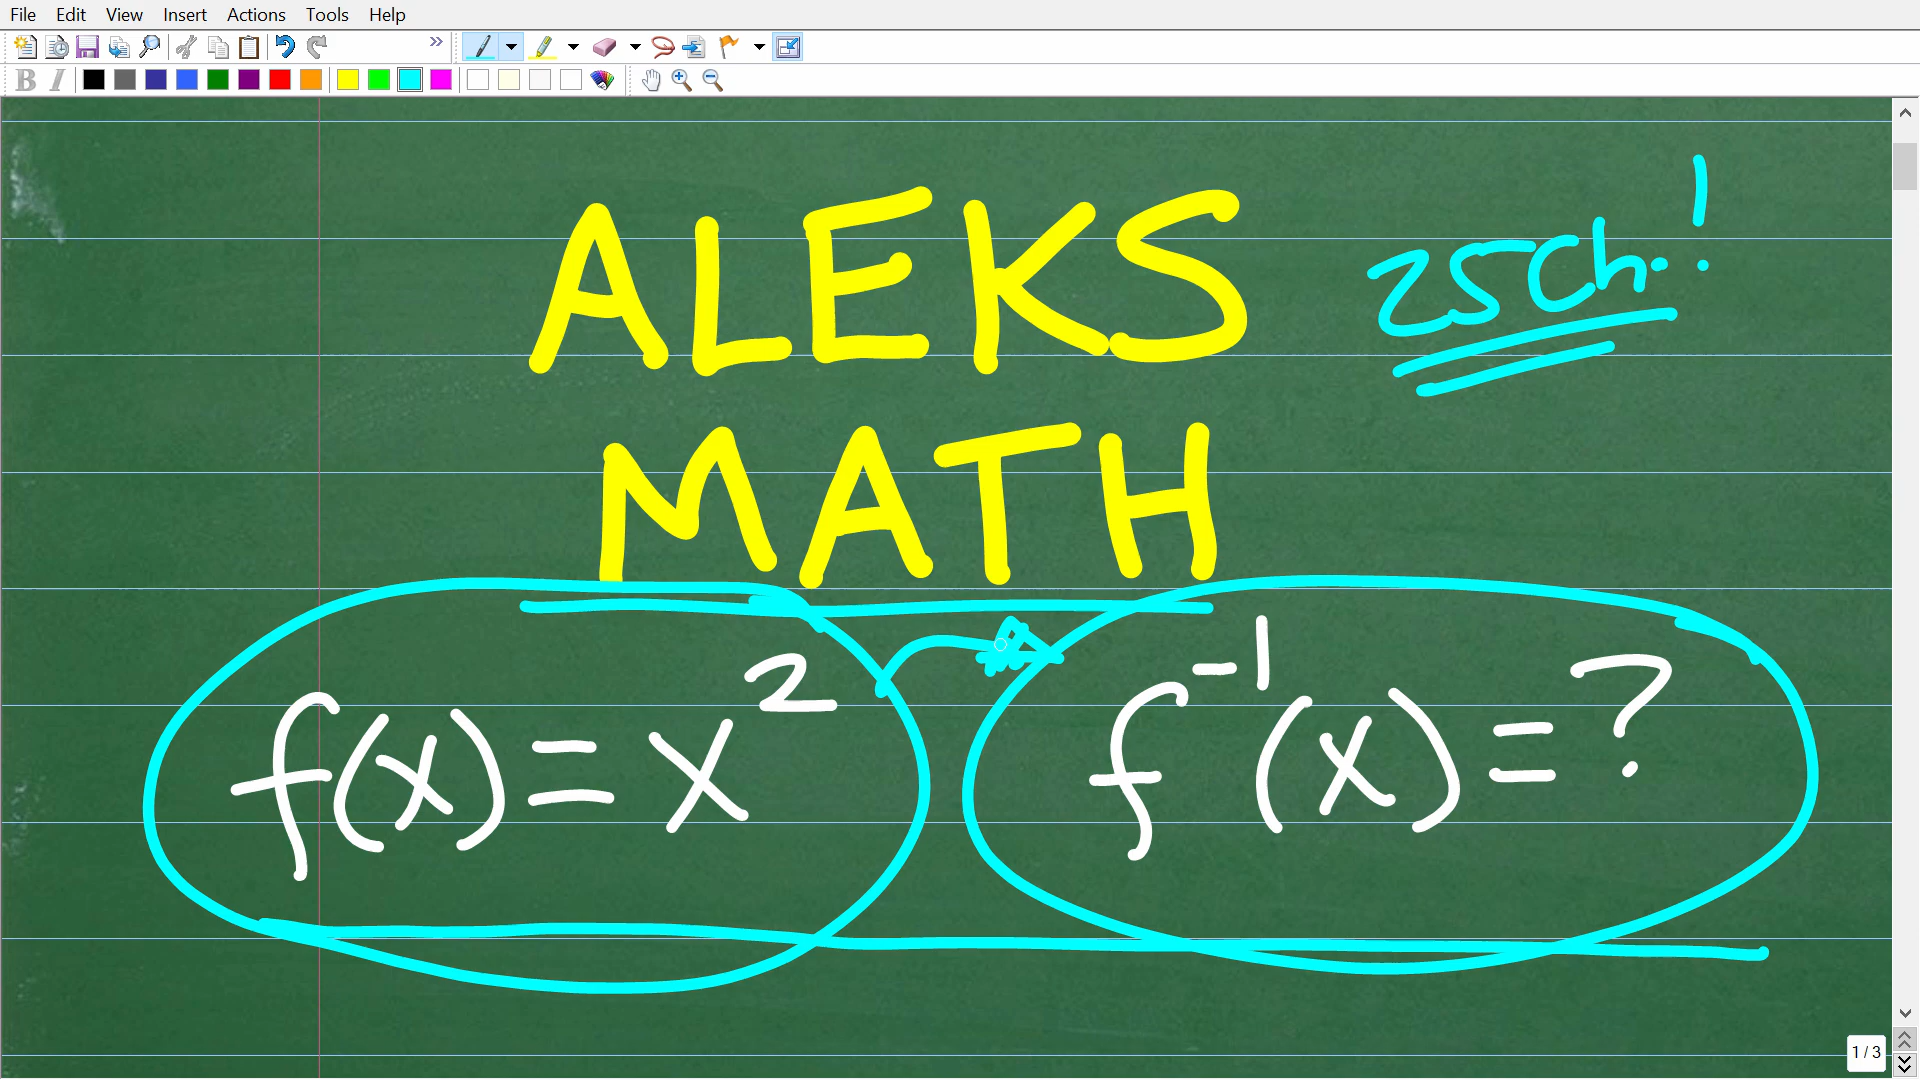 File Edit View Insert Actions Tools Help
B I
ALEKS
25Ch.!
MATH
f(x)=x²
f⁻¹(x)=?
1 / 3